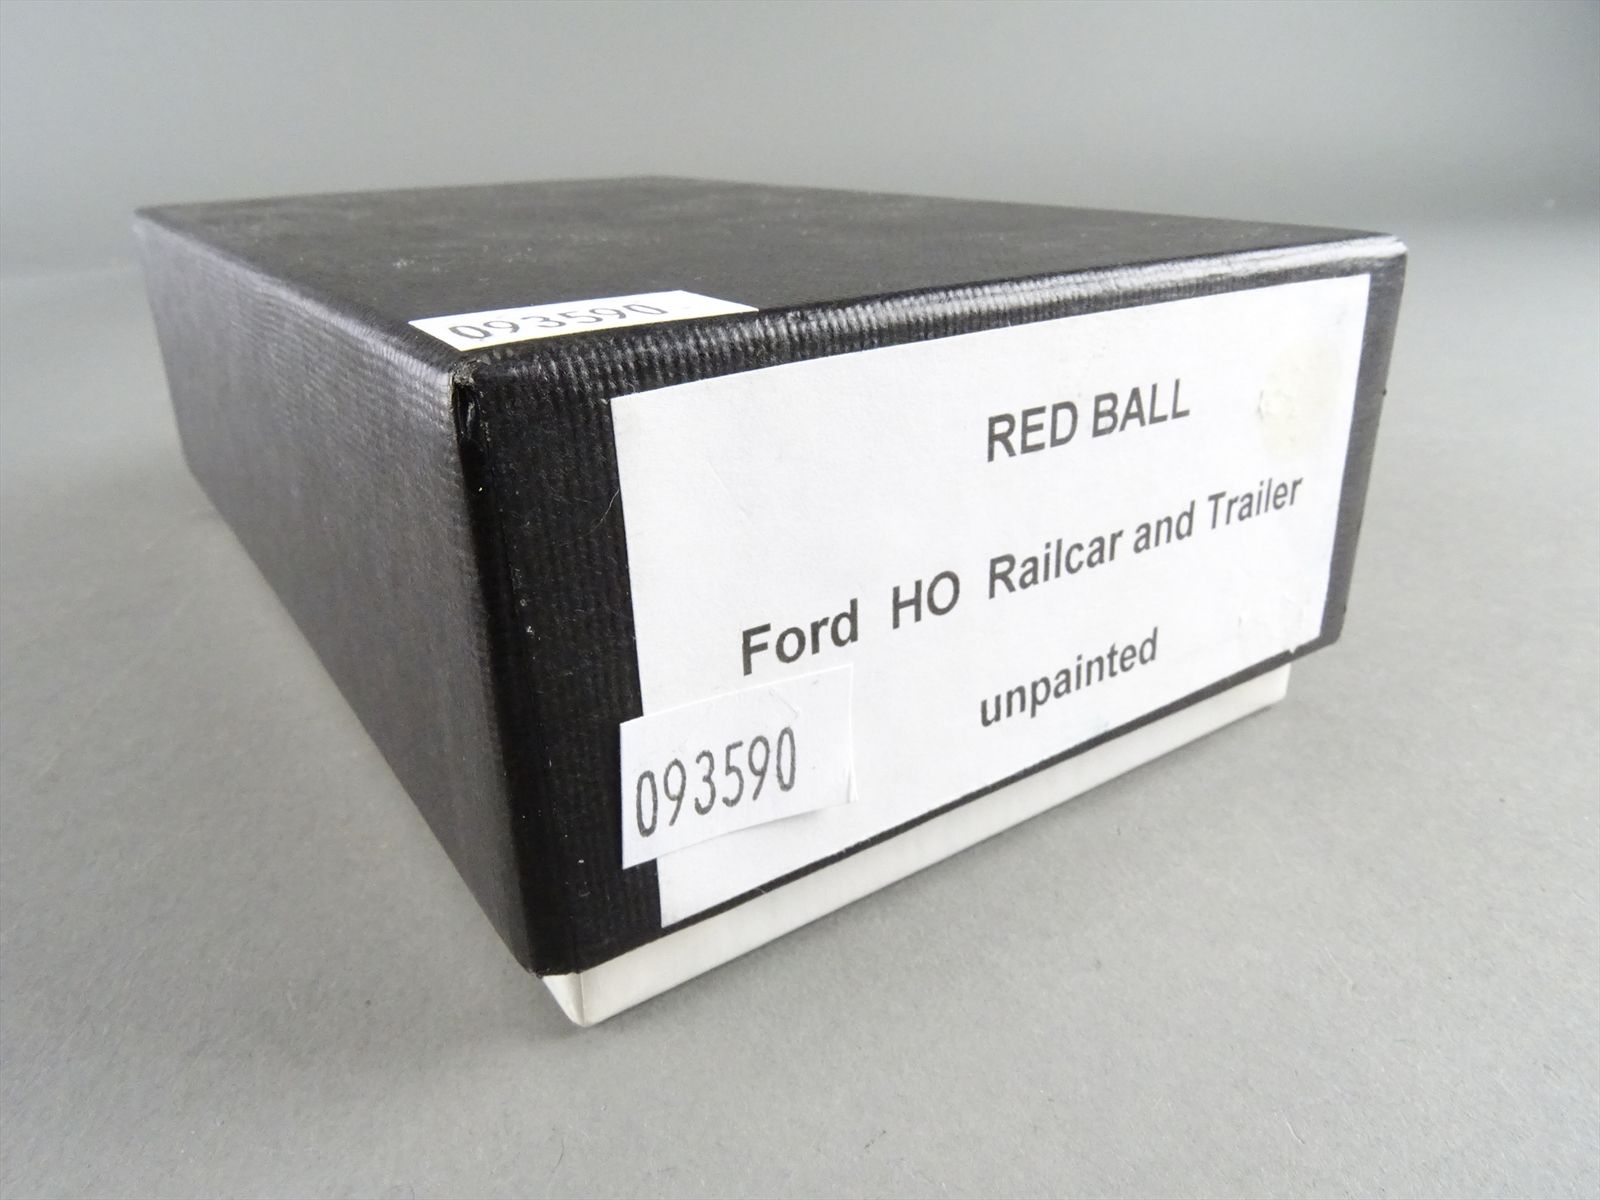 093590
RED BALL
Ford HO Railcar and Trailer
unpainted
093590